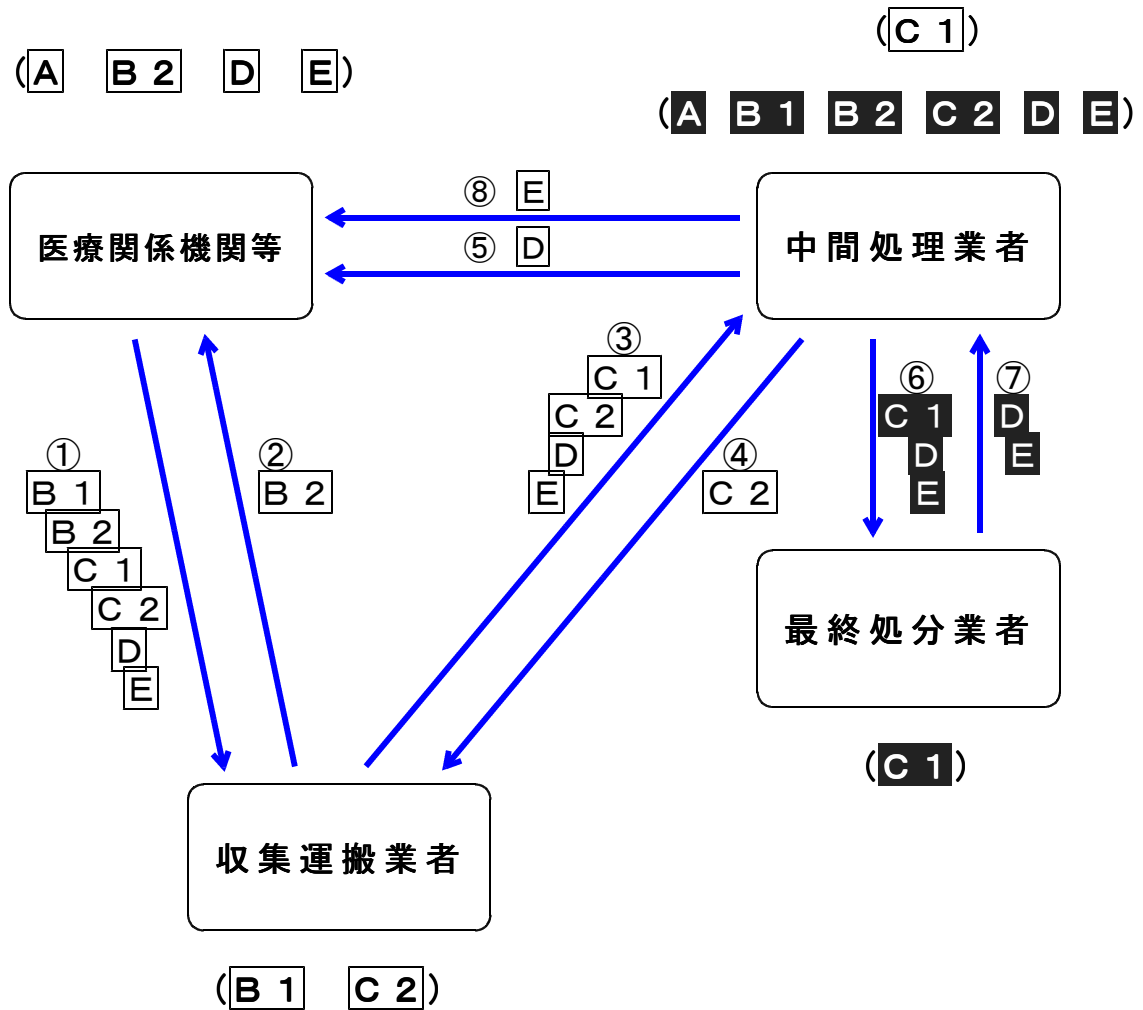 (C 1)
(A B 2 D E)
(A B 1 B 2 C 2 D E)
⑧ E
医療関係機関等
中間処理業者
⑤ D
③
C 1
C 2
D
E
⑥
C 1
D
E
⑦
D
E
①
B 1
B 2
C 1
C 2
D
E
②
B 2
④
C 2
最終処分業者
(C 1)
収集運搬業者
(B 1 C 2)